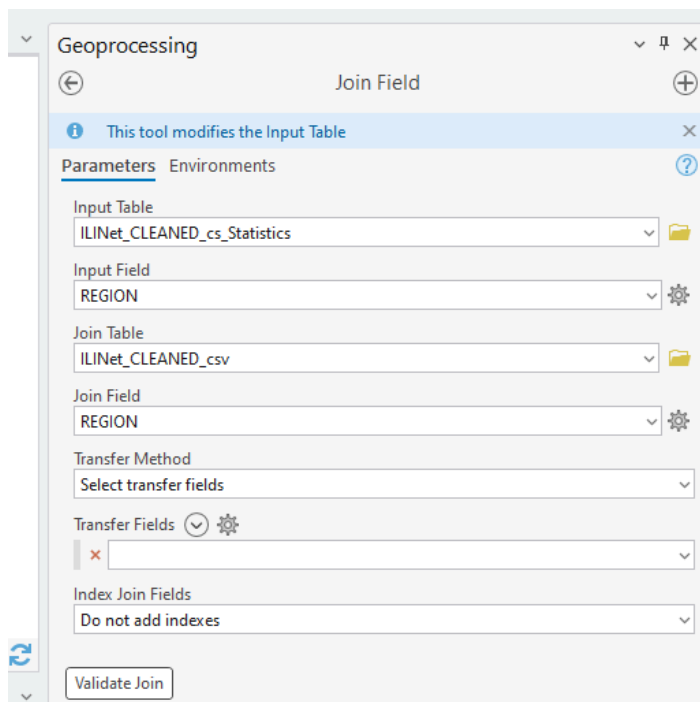 Geoprocessing
Join Field
This tool modifies the Input Table
Parameters Environments
Input Table
ILINet_CLEANED_cs_Statistics
Input Field
REGION
Join Table
ILINet_CLEANED_csv
Join Field
REGION
Transfer Method
Select transfer fields
Transfer Fields
Index Join Fields
Do not add indexes
Validate Join